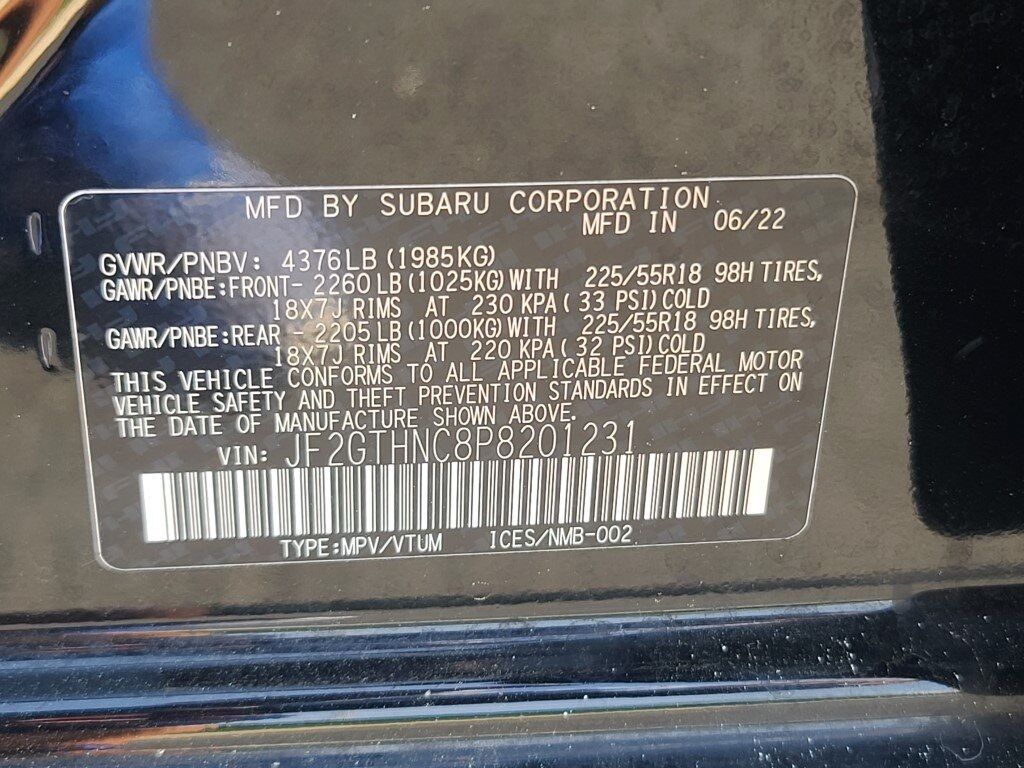 MFD BY SUBARU CORPORATION
MFD IN 06/22
GVWR/PNBV: 4376LB (1985KG)
GAWR/PNBE:FRONT- 2260 LB (1025KG) WITH 225/55R18 98H TIRES,
18X7J RIMS AT 230 KPA ( 33 PSI) COLD
GAWR/PNBE:REAR - 2205 LB (1000KG) WITH 225/55R18 98H TIRES,
18X7J RIMS AT 220 KPA ( 32 PSI) COLD
THIS VEHICLE CONFORMS TO ALL APPLICABLE FEDERAL MOTOR
VEHICLE SAFETY AND THEFT PREVENTION STANDARDS IN EFFECT ON
THE DATE OF MANUFACTURE SHOWN ABOVE.
VIN: JF2GTHNC8P8201231
TYPE:MPV/VTUM ICES/NMB-002